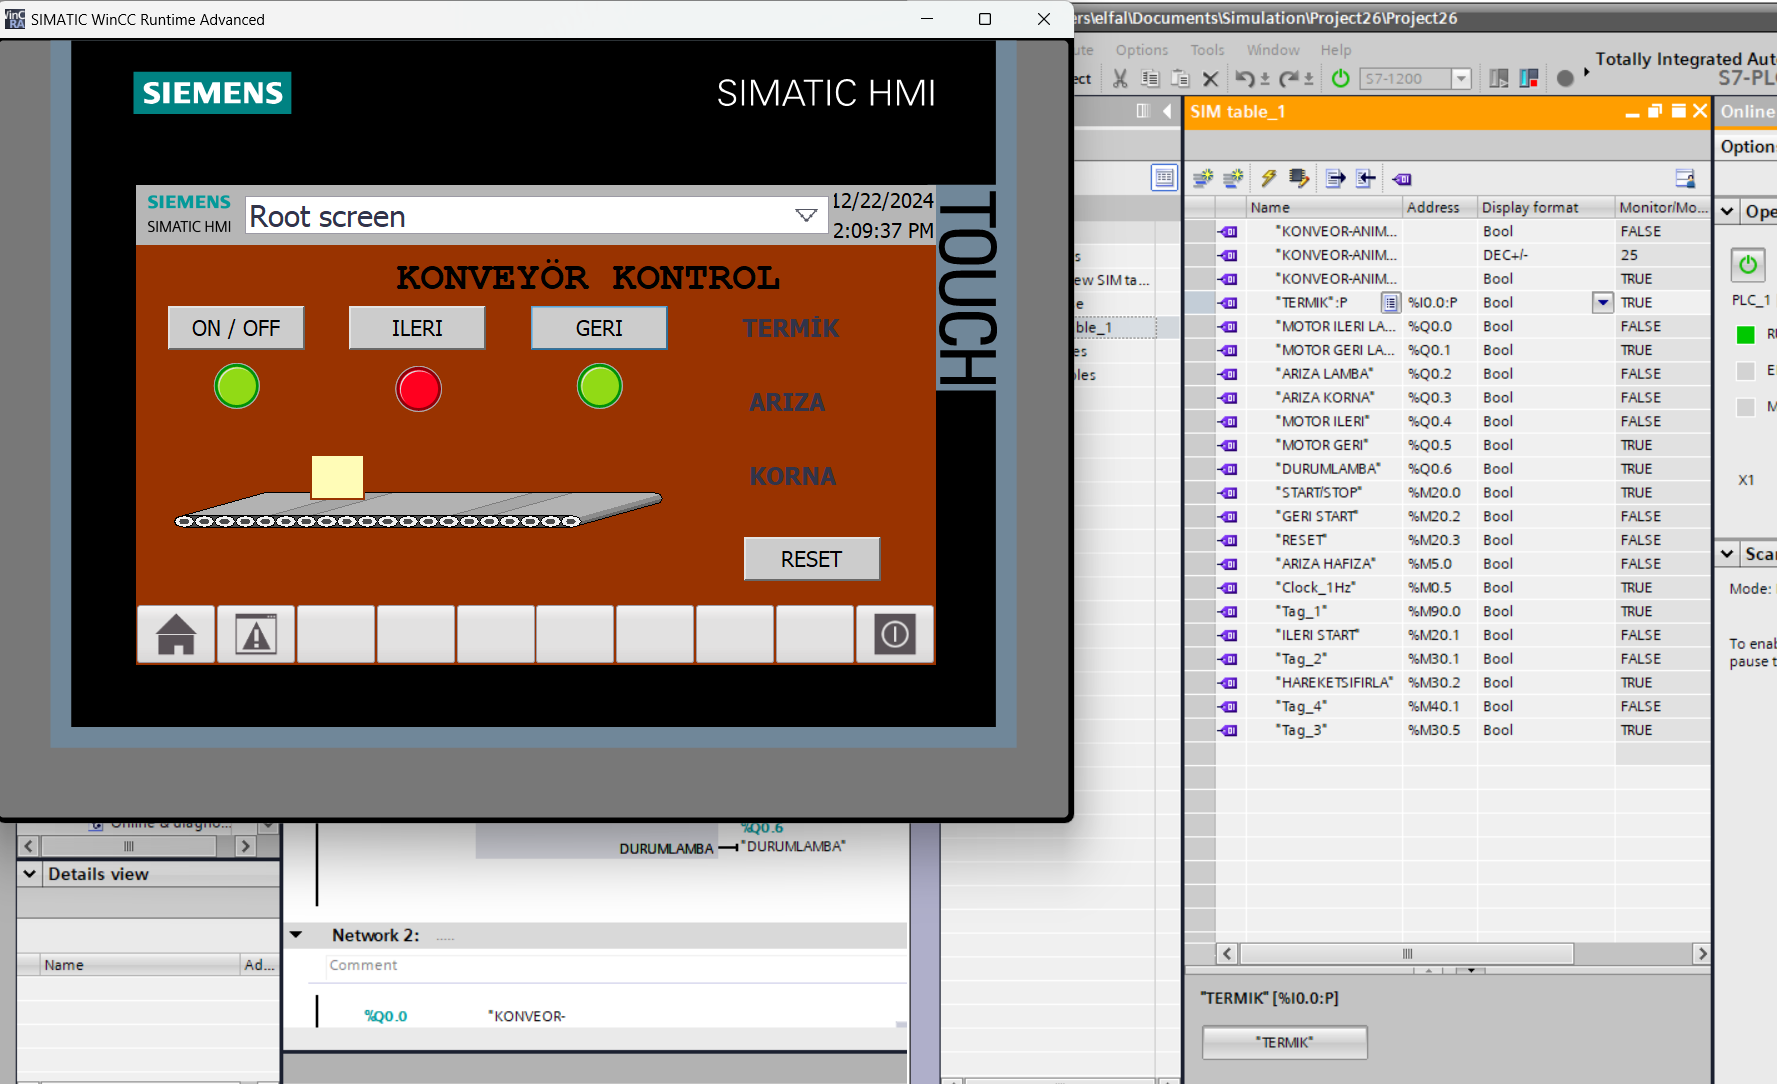 SIMATIC WinCC Runtime Advanced
ers\elfal\Documents\Simulation\Project26\Project26
SIEMENS
SIMATIC HMI
SIEMENS
SIMATIC HMI
Root screen
12/22/2024
2:09:37 PM
TOUCH
KONVEYÖR KONTROL
ON / OFF
ILERI
GERI
TERMİK
ARIZA
KORNA
RESET
Options
Tools
Window
Help
Totally Integrated Aut
S7-PL
S7-1200
SIM table_1
Online
Option
Name Address Display format Monitor/Mo...
"KONVEOR-ANIM... Bool FALSE
"KONVEOR-ANIM... DEC+/- 25
"KONVEOR-ANIM... Bool TRUE
"TERMIK":P %I0.0:P Bool TRUE
"MOTOR ILERI LA... %Q0.0 Bool FALSE
"MOTOR GERI LA... %Q0.1 Bool TRUE
"ARIZA LAMBA" %Q0.2 Bool FALSE
"ARIZA KORNA" %Q0.3 Bool FALSE
"MOTOR ILERI" %Q0.4 Bool FALSE
"MOTOR GERI" %Q0.5 Bool TRUE
"DURUMLAMBA" %Q0.6 Bool TRUE
"START/STOP" %M20.0 Bool TRUE
"GERI START" %M20.2 Bool FALSE
"RESET" %M20.3 Bool FALSE
"ARIZA HAFIZA" %M5.0 Bool FALSE
"Clock_1Hz" %M0.5 Bool TRUE
"Tag_1" %M90.0 Bool TRUE
"ILERI START" %M20.1 Bool FALSE
"Tag_2" %M30.1 Bool FALSE
"HAREKETSIFIRLA" %M30.2 Bool TRUE
"Tag_4" %M40.1 Bool FALSE
"Tag_3" %M30.5 Bool TRUE
ew SIM ta...
ble_1
Ope
PLC_1
X1
Scar
Mode:
To enab
pause t
%Q0.6
DURUMLAMBA "DURUMLAMBA"
Details view
Name Ad...
Network 2: .....
Comment
%Q0.0 "KONVEOR-
"TERMIK" [%I0.0:P]
"TERMIK"